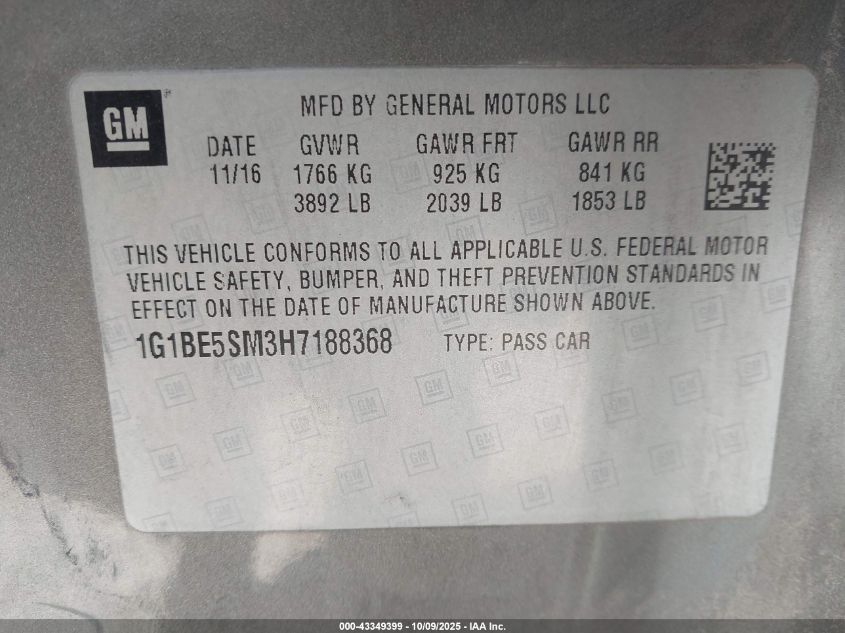 GM®
MFD BY GENERAL MOTORS LLC
DATE GVWR GAWR FRT GAWR RR
11/16 1766 KG 925 KG 841 KG
3892 LB 2039 LB 1853 LB
THIS VEHICLE CONFORMS TO ALL APPLICABLE U.S. FEDERAL MOTOR
VEHICLE SAFETY, BUMPER, AND THEFT PREVENTION STANDARDS IN
EFFECT ON THE DATE OF MANUFACTURE SHOWN ABOVE.
1G1BE5SM3H7188368 TYPE: PASS CAR
000-43349399 - 10/09/2025 - IAA Inc.